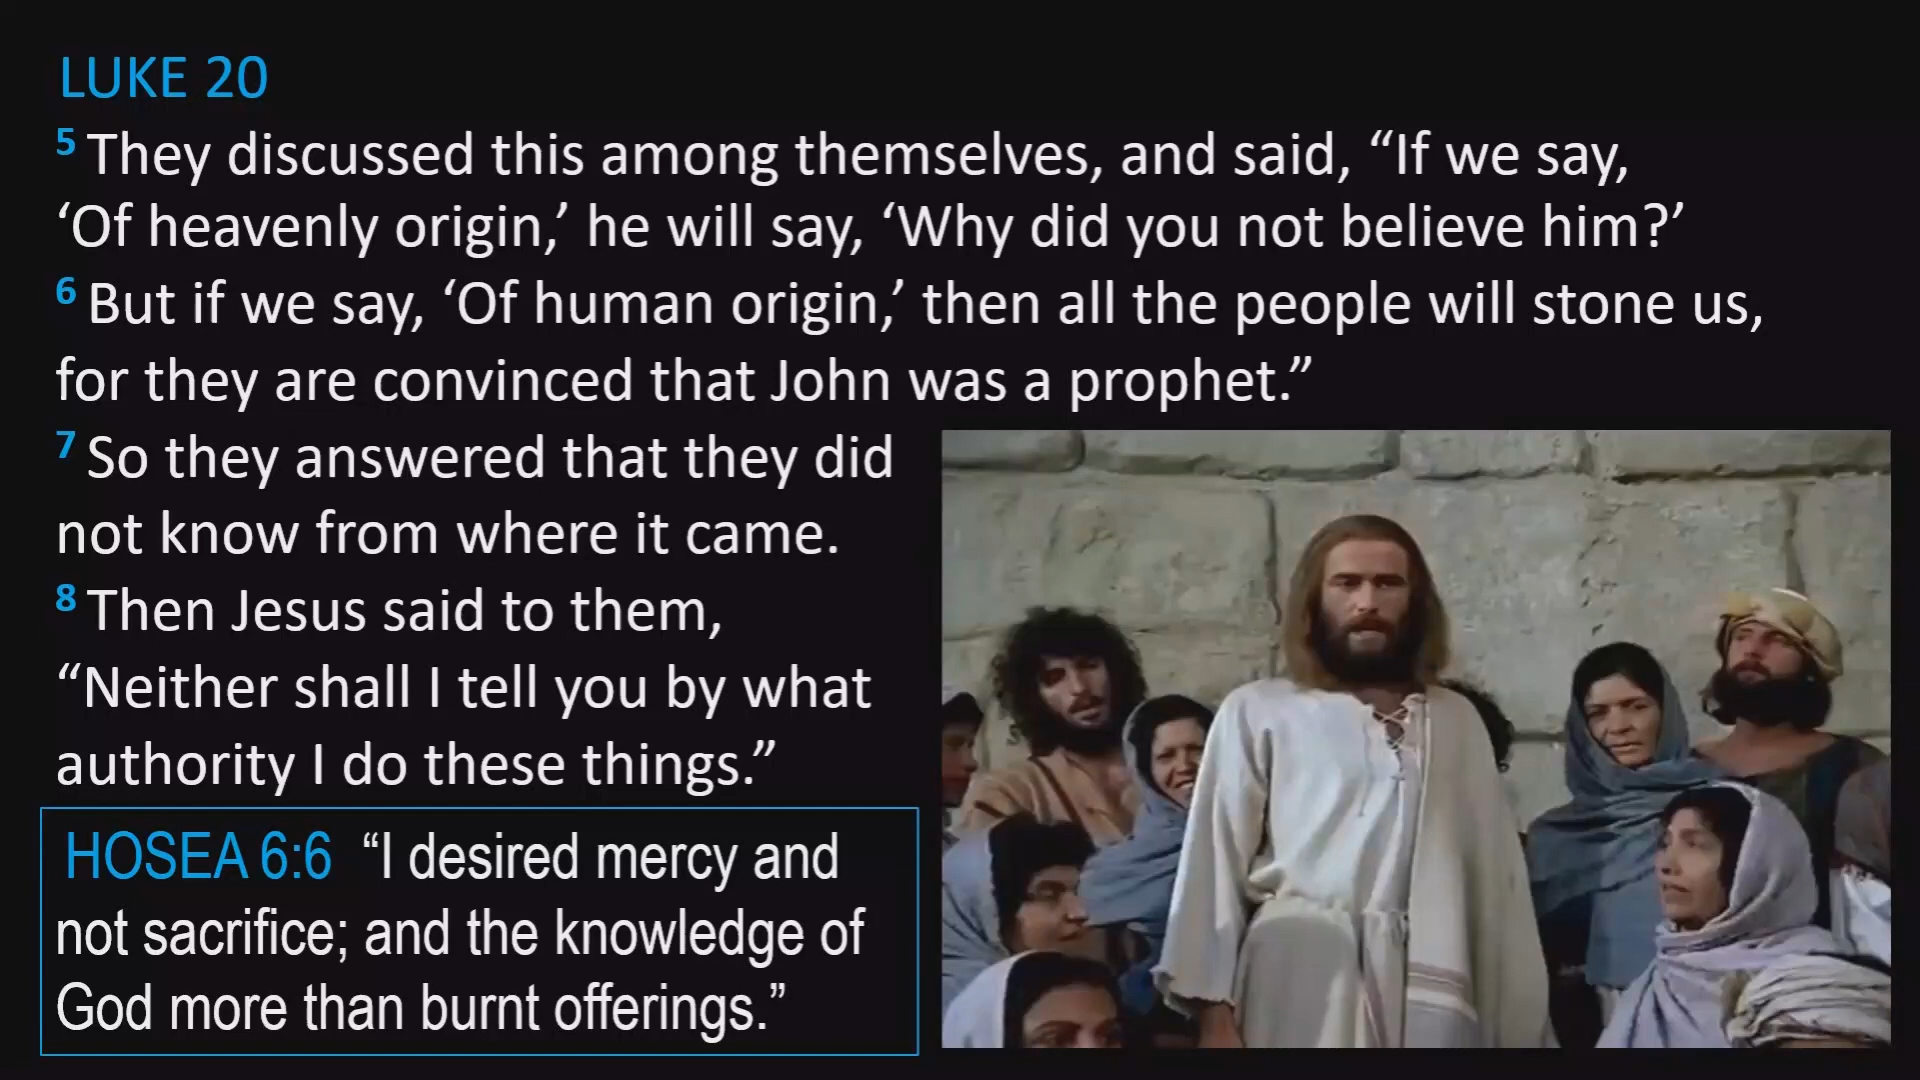 LUKE 20
5 They discussed this among themselves, and said, “If we say,
‘Of heavenly origin,’ he will say, ‘Why did you not believe him?’
6 But if we say, ‘Of human origin,’ then all the people will stone us,
for they are convinced that John was a prophet.”
7 So they answered that they did
not know from where it came.
8 Then Jesus said to them,
“Neither shall I tell you by what
authority I do these things.”
HOSEA 6:6 “I desired mercy and
not sacrifice; and the knowledge of
God more than burnt offerings.”